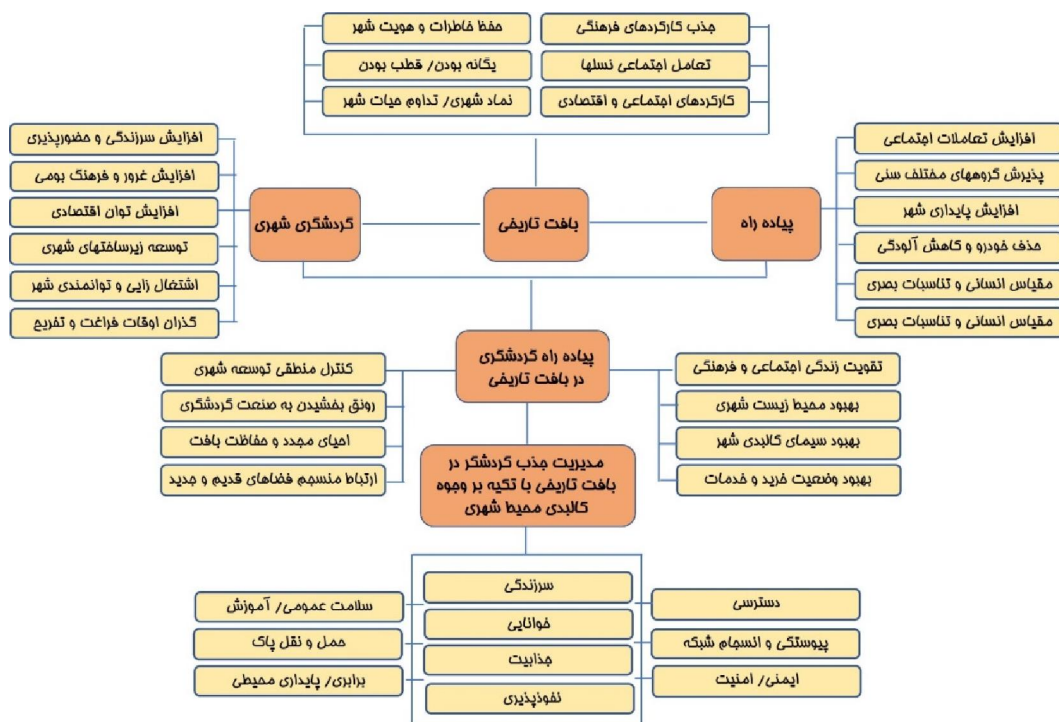 جذب کارکردهای فرهنگی
حفظ خاطرات و هویت شهر
تعامل اجتماعی نسلها
یگانه بودن/ قطب بودن
کارکردهای اجتماعی و اقتصادی
نماد شهری/ تداوم حیات شهر
افزایش تعاملات اجتماعی
پذیرش گروههای مختلف سنی
افزایش پایداری شهر
حذف خودرو و کاهش آلودگی
مقیاس انسانی و تناسبات بصری
مقیاس انسانی و تناسبات بصری
پیاده راه
بافت تاریخی
گردشگری شهری
افزایش سرزندگی و حضورپذیری
افزایش غرور و فرهنگ بومی
افزایش توان اقتصادی
توسعه زیرساختهای شهری
اشتغال زایی و توانمندی شهر
گذران اوقات فراغت و تفریح
پیاده راه گردشگری
در بافت تاریخی
تقویت زندگی اجتماعی و فرهنگی
بهبود محیط زیست شهری
بهبود سیمای کالبدی شهر
بهبود وضعیت خرید و خدمات
کنترل منطقی توسعه شهری
رونق بخشیدن به صنعت گردشگری
احیای مجدد و حفاظت بافت
ارتباط منسجم فضاهای قدیم و جدید
مدیریت جذب گردشگر در
بافت تاریخی با تکیه بر وجوه
کالبدی محیط شهری
دسترسی
پیوستگی و انسجام شبکه
ایمنی/ امنیت
سرزندگی
خوانایی
جذابیت
نفوذپذیری
سلامت عمومی/ آموزش
حمل و نقل پاک
برابری/ پایداری محیطی